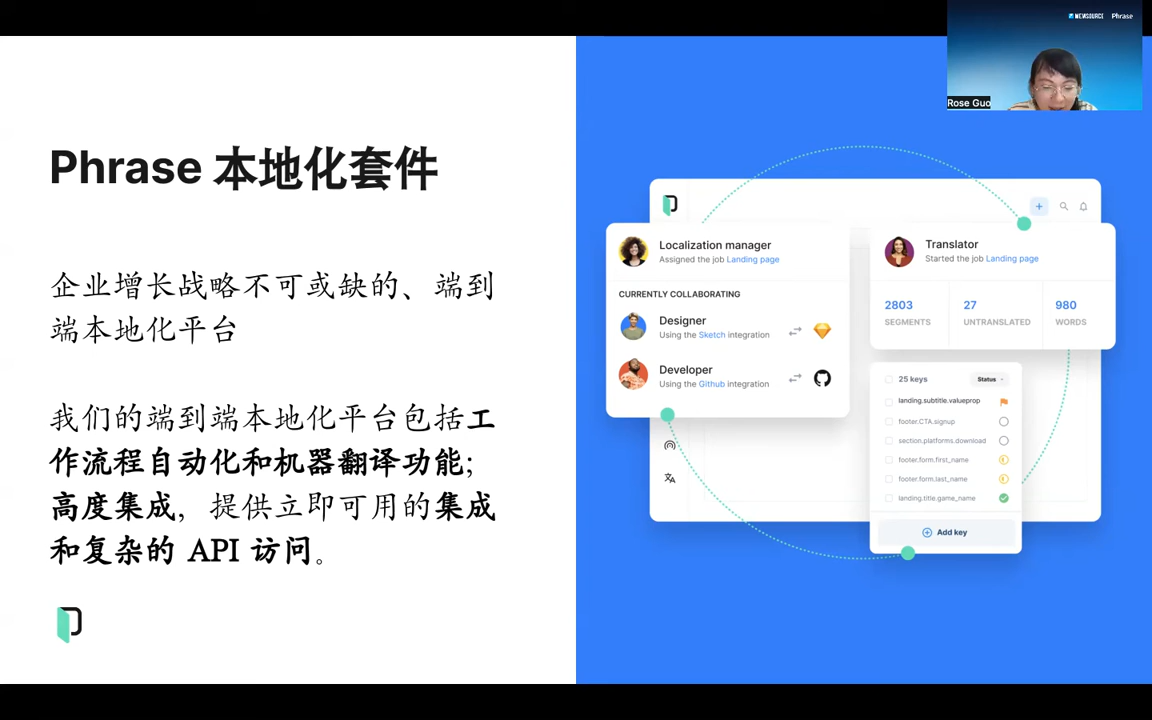 NEWSOURCE Phrase
Rose Guo
Phrase 本地化套件
企业增长战略不可或缺的、端到
端本地化平台
我们的端到端本地化平台包括工
作流程自动化和机器翻译功能；
高度集成，提供立即可用的集成
和复杂的 API 访问。
Localization manager
Assigned the job Landing page
CURRENTLY COLLABORATING
Designer
Using the Sketch integration
Developer
Using the Github integration
Translator
Started the job Landing page
2803 27 980
SEGMENTS UNTRANSLATED WORDS
25 keys Status
landing.subtitle.valueprop
footer.CTA.signup
section.platforms.download
footer.form.first_name
footer.form.last_name
landing.title.game_name
Add key